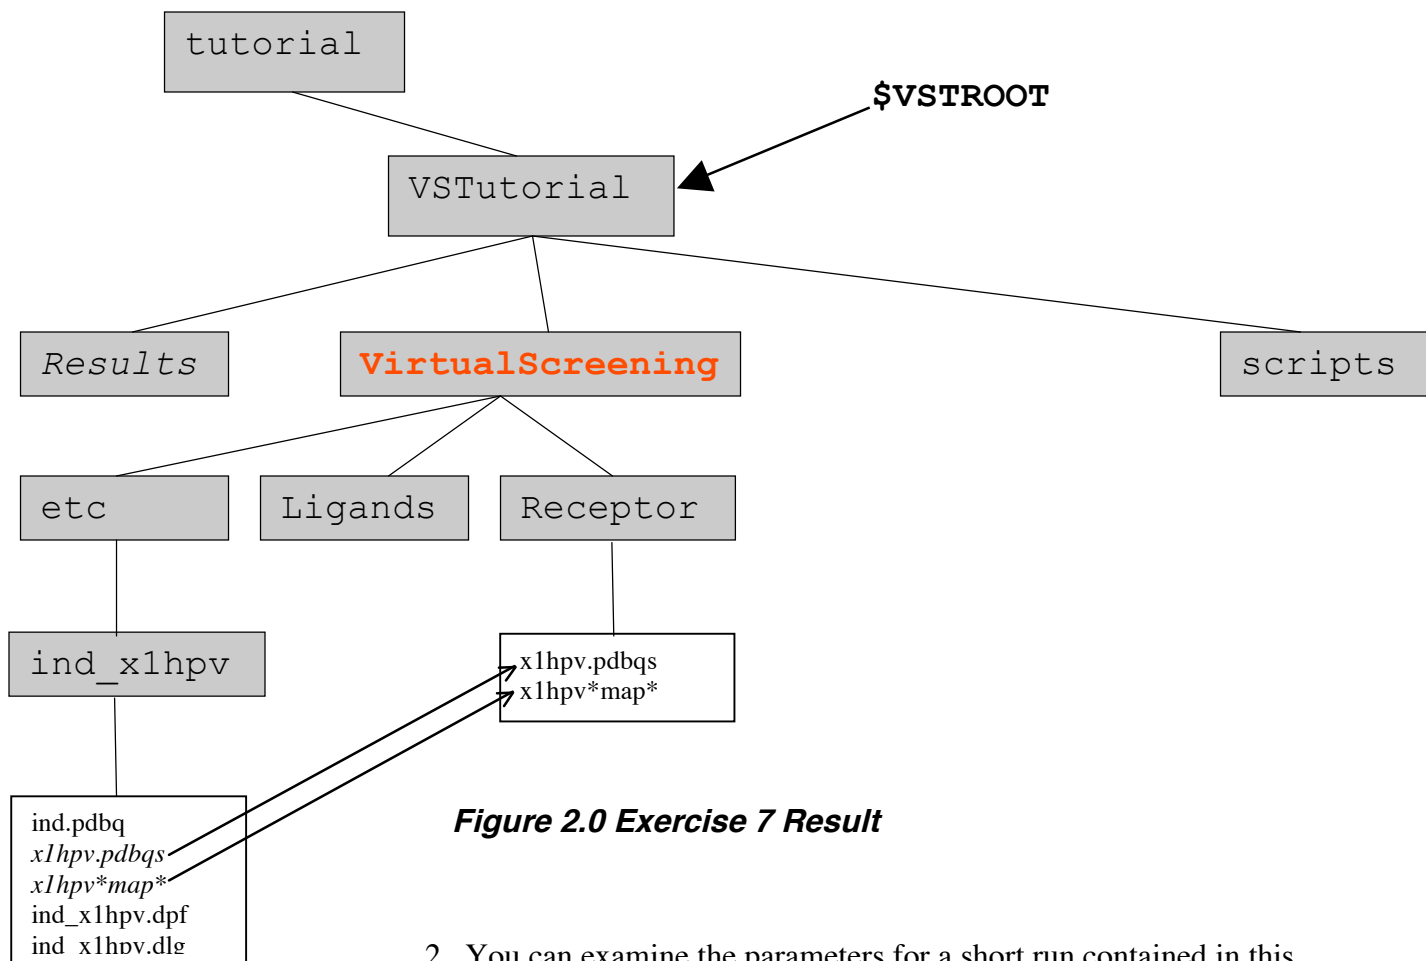 tutorial
$VSTROOT
VSTutorial
Results
VirtualScreening
scripts
etc
Ligands
Receptor
ind_x1hpv
x1hpv.pdbqs
x1hpv*map*
ind.pdbq
x1hpv.pdbqs
x1hpv*map*
ind_x1hpv.dpf
ind_x1hpv.dlg
Figure 2.0 Exercise 7 Result
2. You can examine the parameters for a short run contained in this